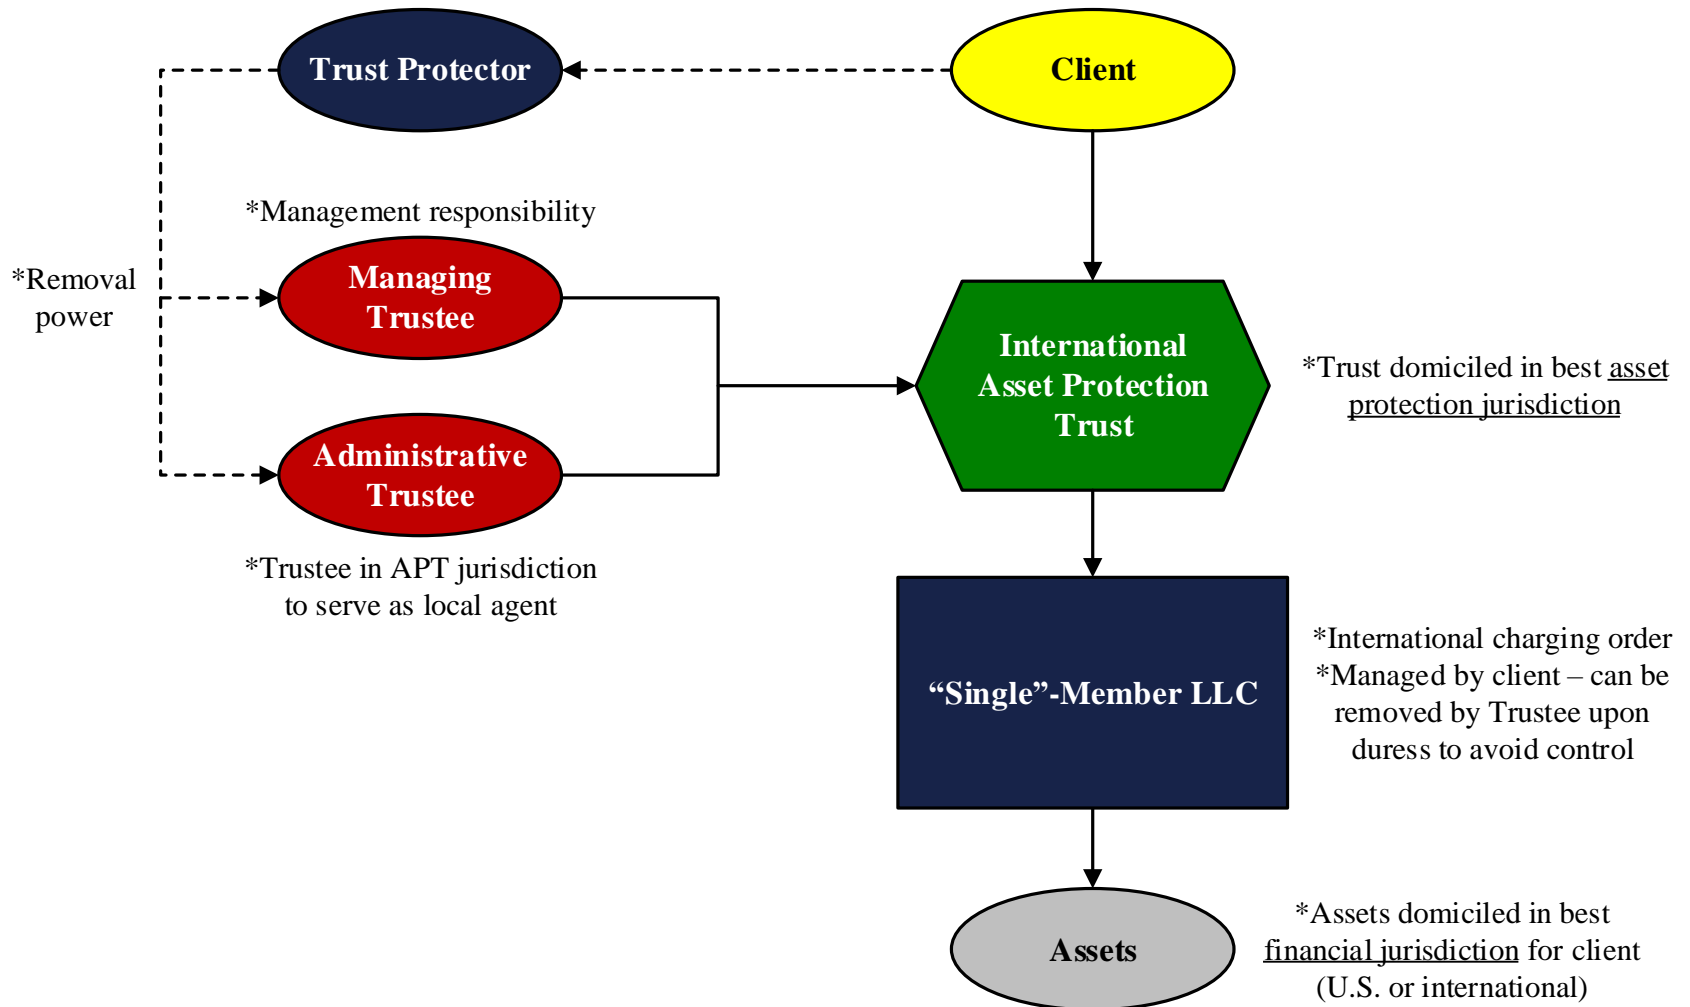 Trust Protector
Client
*Management responsibility
*Removal
power
Managing
Trustee
International
Asset Protection
Trust
*Trust domiciled in best asset
protection jurisdiction
Administrative
Trustee
*Trustee in APT jurisdiction
to serve as local agent
“Single”-Member LLC
*International charging order
*Managed by client – can be
removed by Trustee upon
duress to avoid control
Assets
*Assets domiciled in best
financial jurisdiction for client
(U.S. or international)